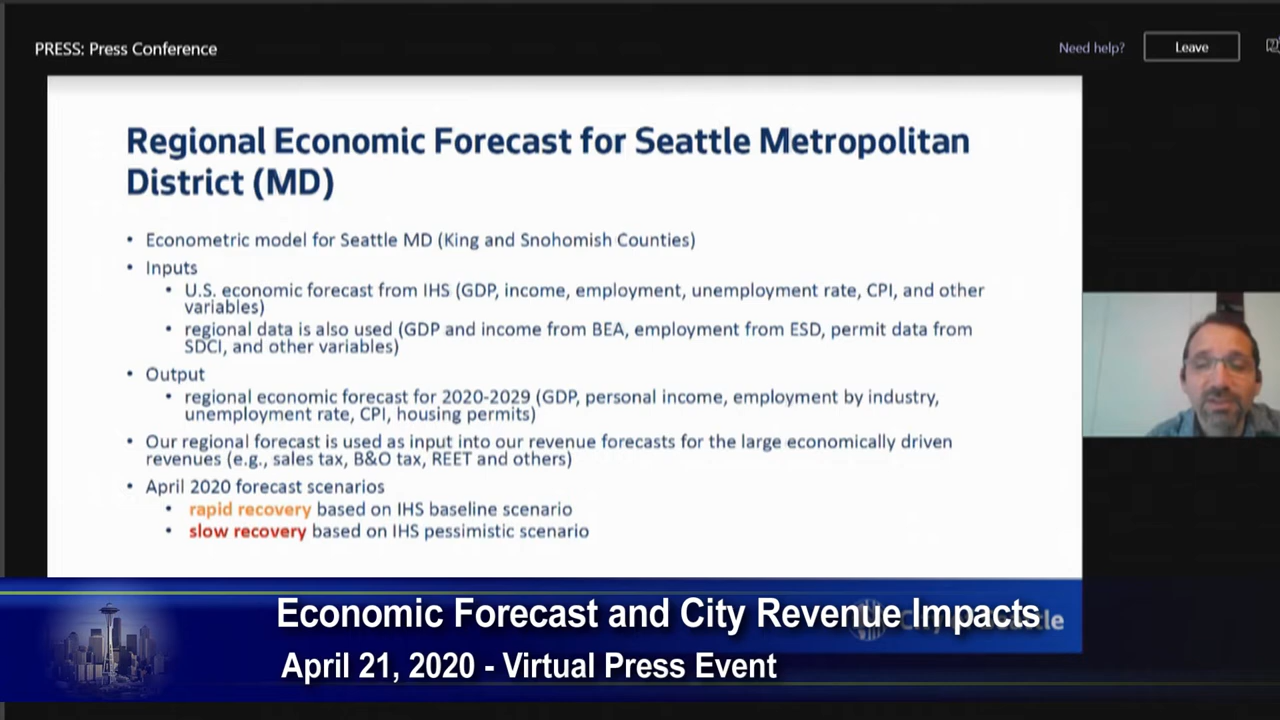 PRESS: Press Conference
Need help?
Leave
Regional Economic Forecast for Seattle Metropolitan
District (MD)
• Econometric model for Seattle MD (King and Snohomish Counties)
• Inputs
• U.S. economic forecast from IHS (GDP, income, employment, unemployment rate, CPI, and other
variables)
• regional data is also used (GDP and income from BEA, employment from ESD, permit data from
SDCI, and other variables)
• Output
• regional economic forecast for 2020-2029 (GDP, personal income, employment by industry,
unemployment rate, CPI, housing permits)
• Our regional forecast is used as input into our revenue forecasts for the large economically driven
revenues (e.g., sales tax, B&O tax, REET and others)
• April 2020 forecast scenarios
• rapid recovery based on IHS baseline scenario
• slow recovery based on IHS pessimistic scenario
Economic Forecast and City Revenue Impacts
April 21, 2020 - Virtual Press Event